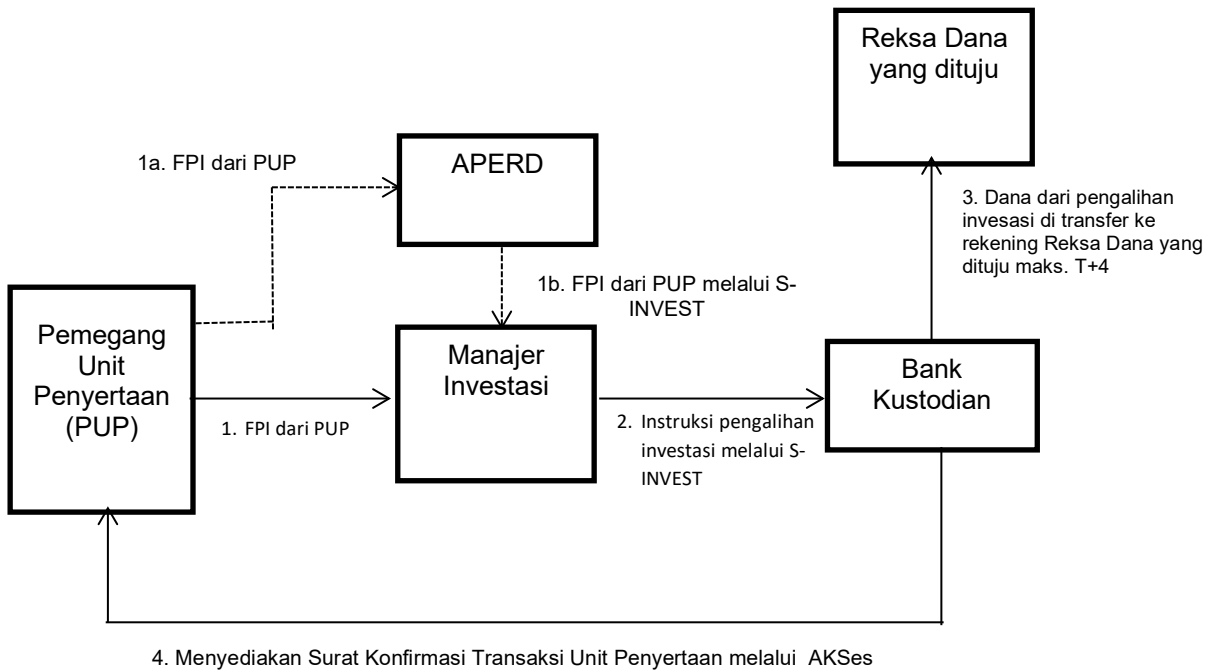 Reksa Dana
yang dituju
1a. FPI dari PUP
APERD
3. Dana dari pengalihan
invesasi di transfer ke
rekening Reksa Dana yang
dituju maks. T+4
1b. FPI dari PUP melalui S-
INVEST
Pemegang
Unit
Penyertaan
(PUP)
Manajer
Investasi
Bank
Kustodian
1. FPI dari PUP
2. Instruksi pengalihan
investasi melalui S-
INVEST
4. Menyediakan Surat Konfirmasi Transaksi Unit Penyertaan melalui AKSes